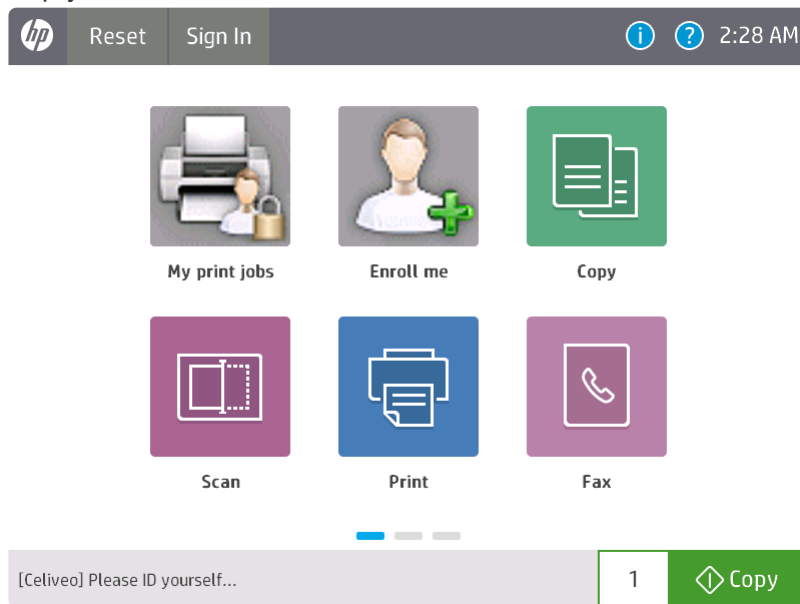 hp Reset Sign In i ? 2:28 AM
My print jobs Enroll me Copy
Scan Print Fax
[Celiveo] Please ID yourself... 1 Copy